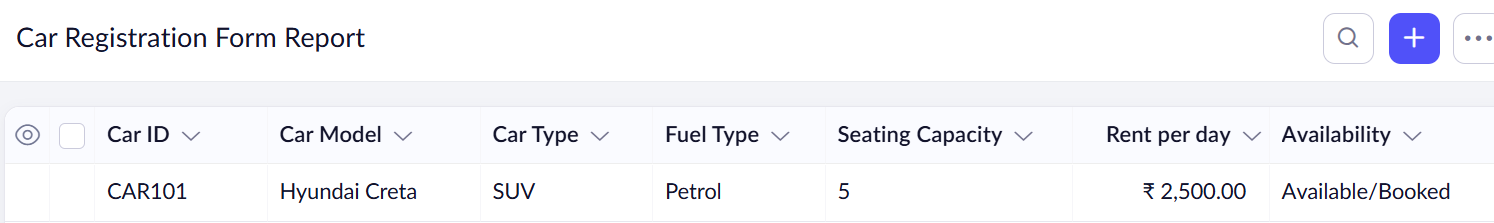 Car Registration Form Report
Car ID Car Model Car Type Fuel Type Seating Capacity Rent per day Availability
CAR101 Hyundai Creta SUV Petrol 5 ₹ 2,500.00 Available/Booked